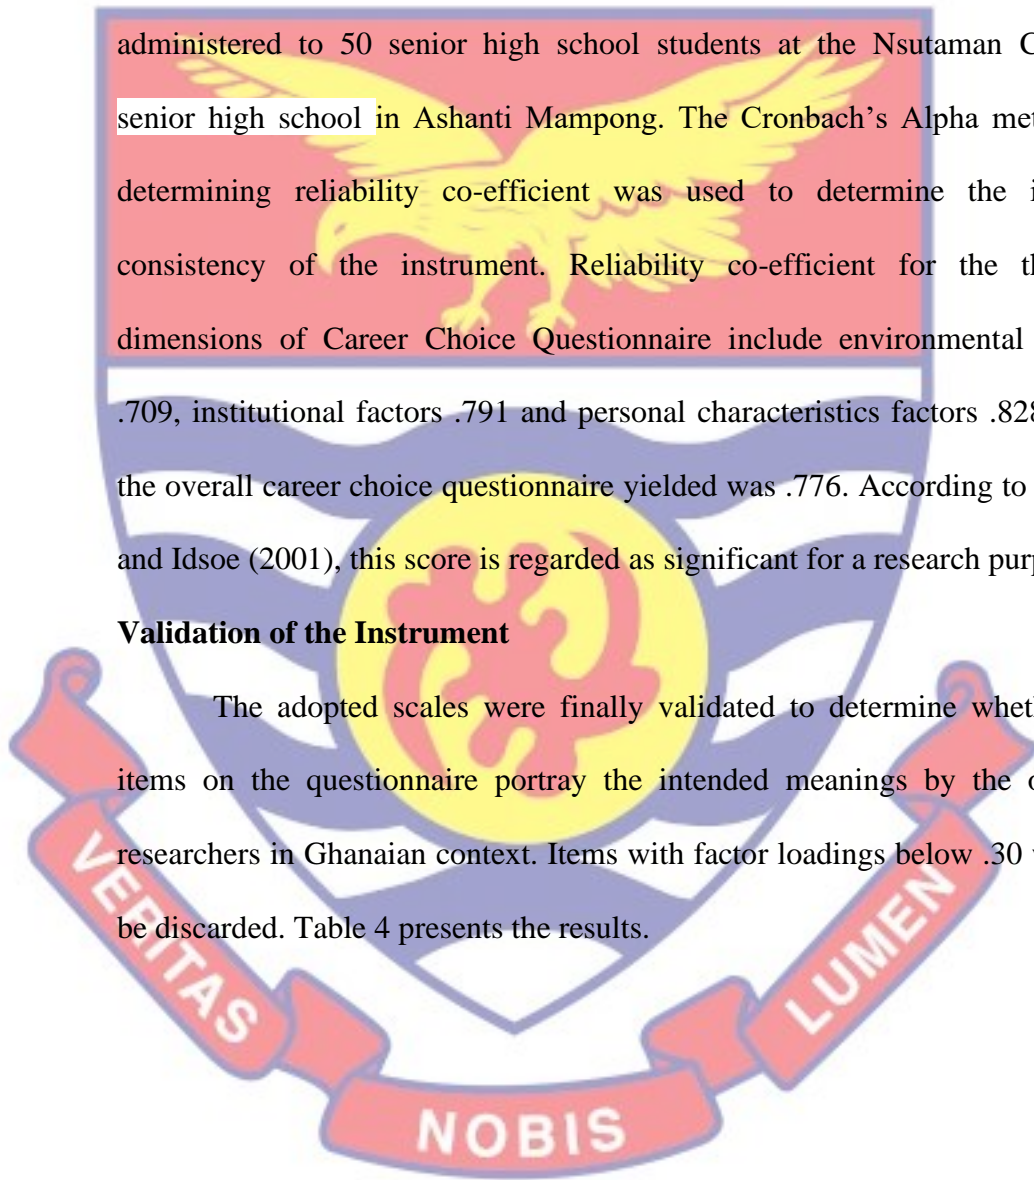 administered to 50 senior high school students at the Nsutaman
senior high school in Ashanti Mampong. The Cronbach’s Alpha
determining reliability co-efficient was used to determine the
consistency of the instrument. Reliability co-efficient for the
dimensions of Career Choice Questionnaire include environmental
.709, institutional factors .791 and personal characteristics factors .828
the overall career choice questionnaire yielded was .776. According to
and Idsoe (2001), this score is regarded as significant for a research
Validation of the Instrument
The adopted scales were finally validated to determine
items on the questionnaire portray the intended meanings by the
researchers in Ghanaian context. Items with factor loadings below .30
be discarded. Table 4 presents the results.
VERITAS
NOBIS
LUMEN